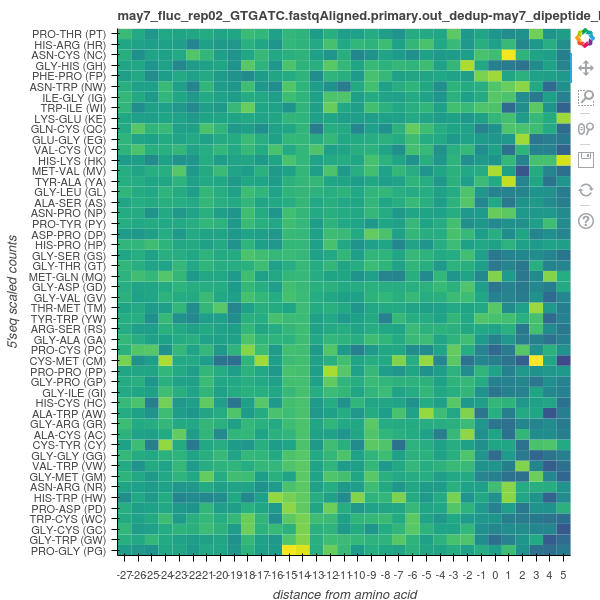 may7_fluc_rep02_GTGATC.fastqAligned.primary.out_dedup-may7_dipeptide_
PRO-THR (PT)
HIS-ARG (HR)
ASN-CYS (NC)
GLY-HIS (GH)
PHE-PRO (FP)
ASN-TRP (NW)
ILE-GLY (IG)
TRP-ILE (WI)
LYS-GLU (KE)
GLN-CYS (QC)
GLU-GLY (EG)
VAL-CYS (VC)
HIS-LYS (HK)
MET-VAL (MV)
TYR-ALA (YA)
GLY-LEU (GL)
ALA-SER (AS)
ASN-PRO (NP)
PRO-TYR (PY)
ASP-PRO (DP)
HIS-PRO (HP)
GLY-SER (GS)
GLY-THR (GT)
MET-GLN (MQ)
GLY-ASP (GD)
GLY-VAL (GV)
THR-MET (TM)
TYR-TRP (YW)
ARG-SER (RS)
GLY-ALA (GA)
PRO-CYS (PC)
CYS-MET (CM)
PRO-PRO (PP)
GLY-PRO (GP)
GLY-ILE (GI)
HIS-CYS (HC)
ALA-TRP (AW)
GLY-ARG (GR)
ALA-CYS (AC)
CYS-TYR (CY)
GLY-GLY (GG)
VAL-TRP (VW)
GLY-MET (GM)
ASN-ARG (NR)
HIS-TRP (HW)
PRO-ASP (PD)
TRP-CYS (WC)
GLY-CYS (GC)
GLY-TRP (GW)
PRO-GLY (PG)
5'seq scaled counts
-27 -26 -25 -24 -23 -22 -21 -20 -19 -18 -17 -16 -15 -14 -13 -12 -11 -10 -9 -8 -7 -6 -5 -4 -3 -2 -1 0 1 2 3 4 5
distance from amino acid